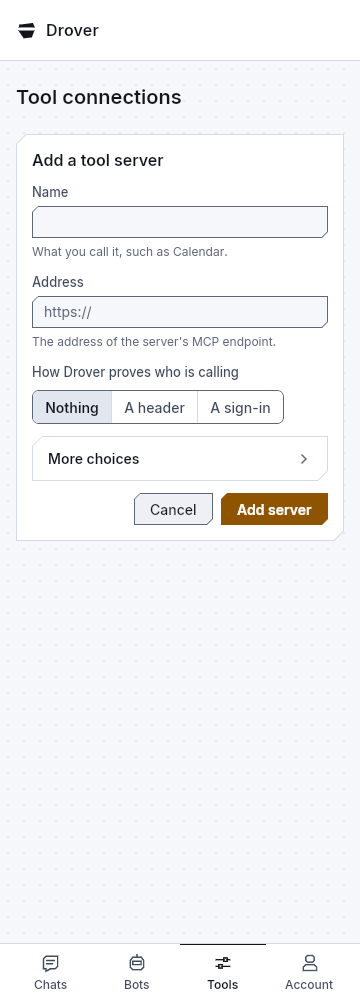 Drover
Tool connections
Add a tool server
Name
What you call it, such as Calendar.
Address
https://
The address of the server's MCP endpoint.
How Drover proves who is calling
Nothing A header A sign-in
More choices
Cancel Add server
Chats Bots Tools Account